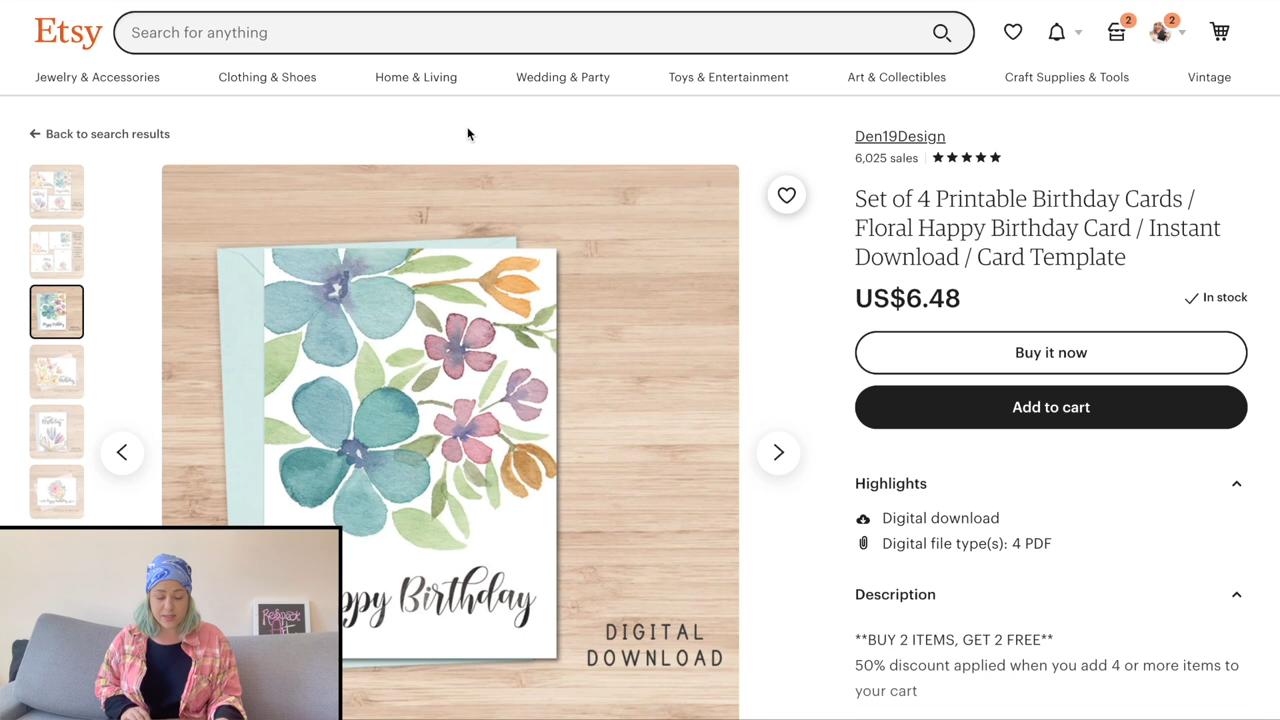 Etsy
Search for anything
2
2
Jewelry & Accessories
Clothing & Shoes
Home & Living
Wedding & Party
Toys & Entertainment
Art & Collectibles
Craft Supplies & Tools
Vintage
Back to search results
Den19Design
6,025 sales
Set of 4 Printable Birthday Cards /
Floral Happy Birthday Card / Instant
Download / Card Template
US$6.48
In stock
Buy it now
Add to cart
Highlights
Digital download
Digital file type(s): 4 PDF
Description
**BUY 2 ITEMS, GET 2 FREE**
50% discount applied when you add 4 or more items to
your cart
ppy Birthday
DIGITAL
DOWNLOAD